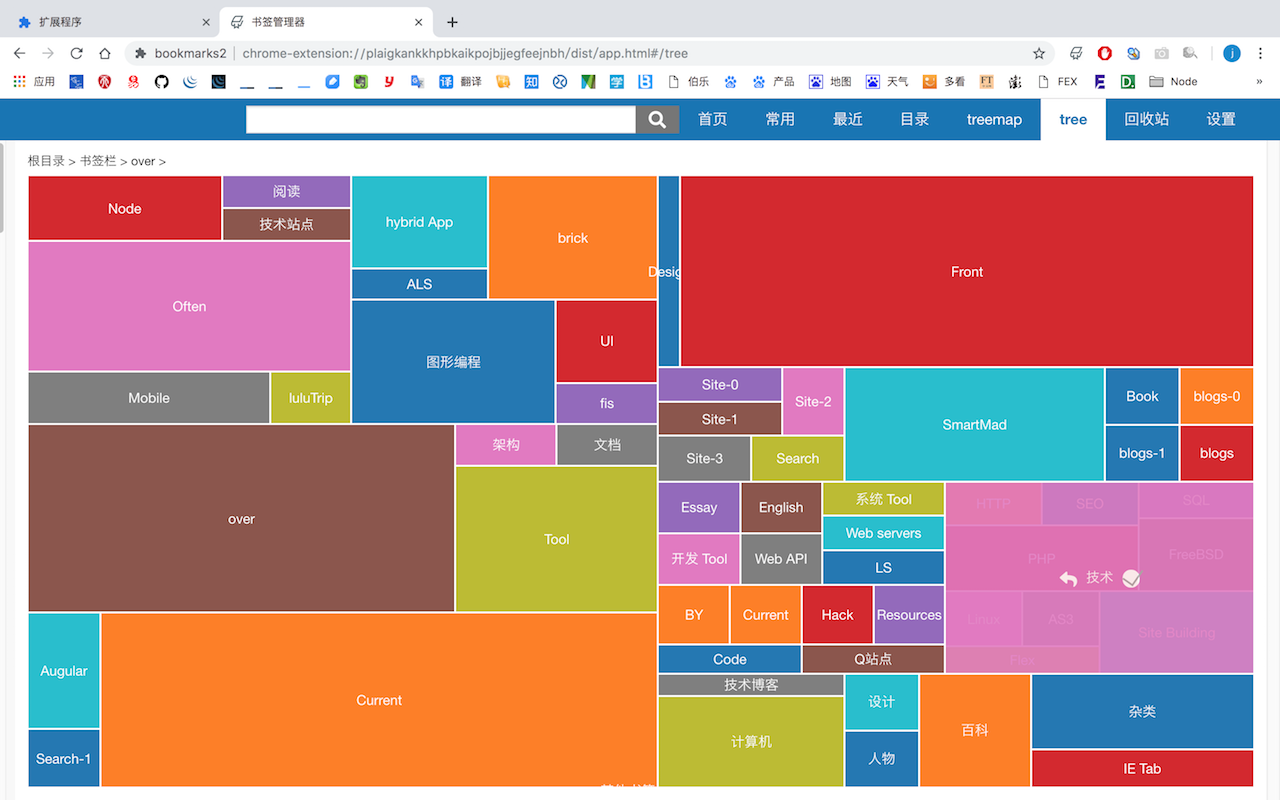 扩展程序
书签管理器
bookmarks2 chrome-extension://plaigkankkhpbkaikpojbjjegfeejnbh/dist/app.html#/tree
应用 翻译 伯乐 产品 地图 天气 多看 FEX Node »
首页 常用 最近 目录 treemap tree 回收站 设置
根目录 > 书签栏 > over >
Node
阅读
技术站点
hybrid App
ALS
brick
Desig
Front
Often
图形编程
UI
fis
Mobile
luluTrip
Site-0
Site-1
Site-2
SmartMad
Book
blogs-0
Site-3
Search
blogs-1
blogs
over
架构
文档
Tool
Essay
English
系统 Tool
Web servers
开发 Tool
Web API
LS
HTTP
SEO
SQL
PHP
FreeBSD
技术
Linux
AS3
Site Building
Flex
BY
Current
Hack
Resources
Code
Q站点
Augular
Search-1
Current
技术博客
计算机
设计
人物
百科
杂类
IE Tab